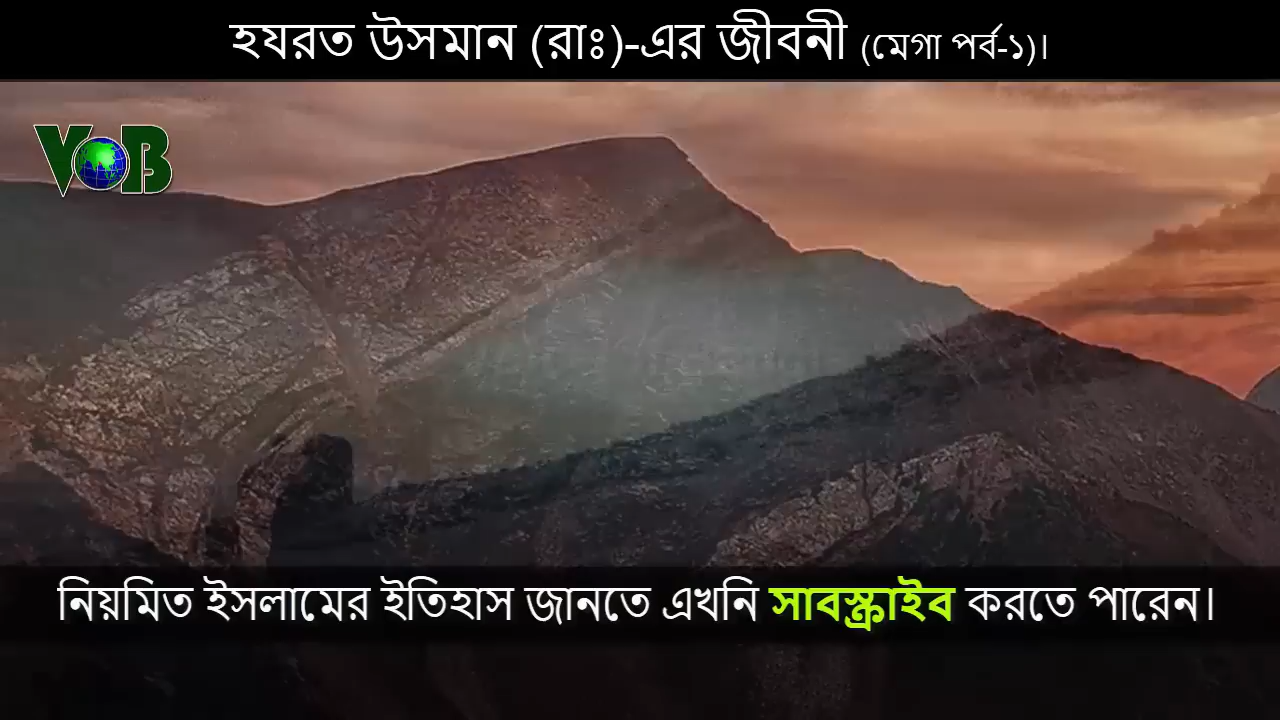 হযরত উসমান (রাঃ)-এর জীবনী (মেগা পর্ব-১)।
VOB
নিয়মিত ইসলামের ইতিহাস জানতে এখনি সাবস্ক্রাইব করতে পারেন।